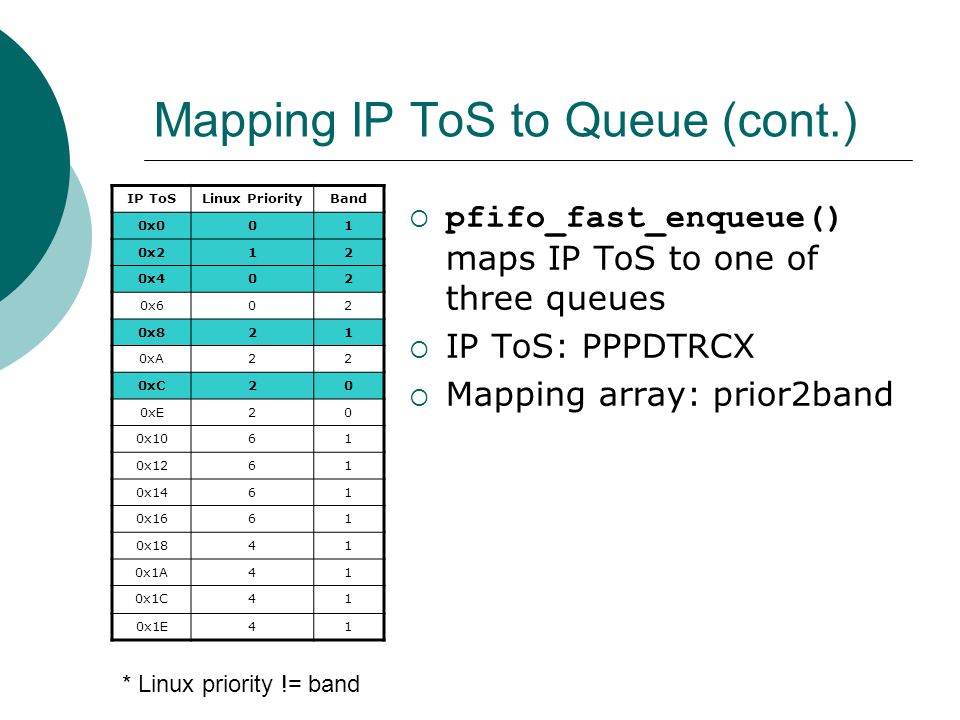 Mapping IP ToS to Queue (cont.)
IP ToS Linux Priority Band
0x0 0 1
0x2 1 2
0x4 0 2
0x6 0 2
0x8 2 1
0xA 2 2
0xC 2 0
0xE 2 0
0x10 6 1
0x12 6 1
0x14 6 1
0x16 6 1
0x18 4 1
0x1A 4 1
0x1C 4 1
0x1E 4 1
* Linux priority != band
pfifo_fast_enqueue()
maps IP ToS to one of
three queues
IP ToS: PPPDTRCX
Mapping array: prior2band